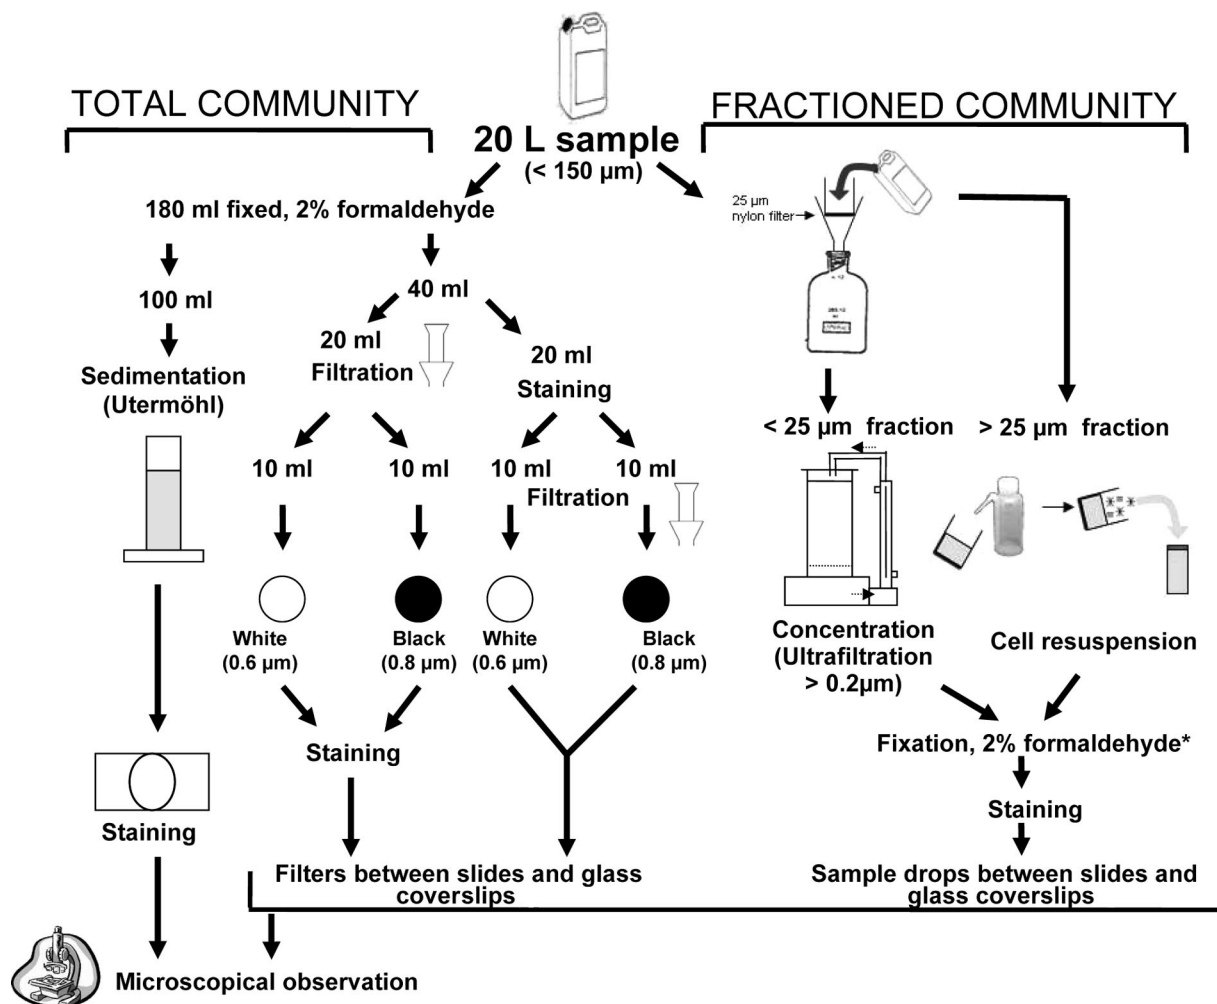 TOTAL COMMUNITY
FRACTIONED COMMUNITY
20 L sample
(< 150 µm)
180 ml fixed, 2% formaldehyde
25 µm
nylon filter
100 ml
40 ml
20 ml
Filtration
20 ml
Staining
Sedimentation
(Utermöhl)
< 25 µm fraction
> 25 µm fraction
10 ml
10 ml
10 ml
10 ml
Filtration
White
(0.6 µm)
Black
(0.8 µm)
White
(0.6 µm)
Black
(0.8 µm)
Concentration
(Ultrafiltration
> 0.2µm)
Cell resuspension
Staining
Fixation, 2% formaldehyde*
Staining
Staining
Filters between slides and glass
coverslips
Sample drops between slides and
glass coverslips
Microscopical observation